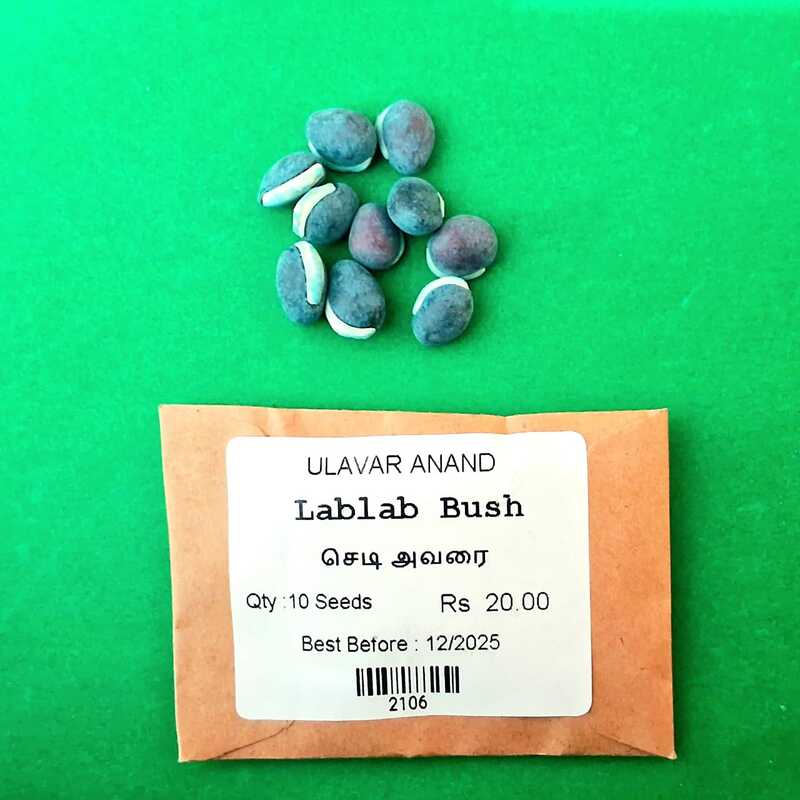 ULAVAR ANAND
Lablab Bush
செடி அவரை
Qty :10 Seeds Rs 20.00
Best Before : 12/2025
2106